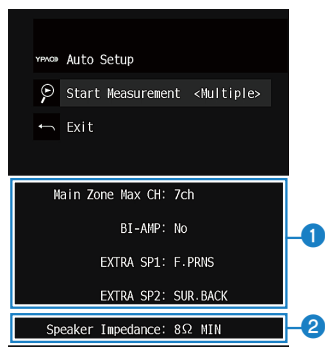 YPAO Auto Setup
Start Measurement <Multiple>
Exit
Main Zone Max CH: 7ch
BI-AMP: No
EXTRA SP1: F.PRNS
EXTRA SP2: SUR.BACK
1
Speaker Impedance: 8Ω MIN
2